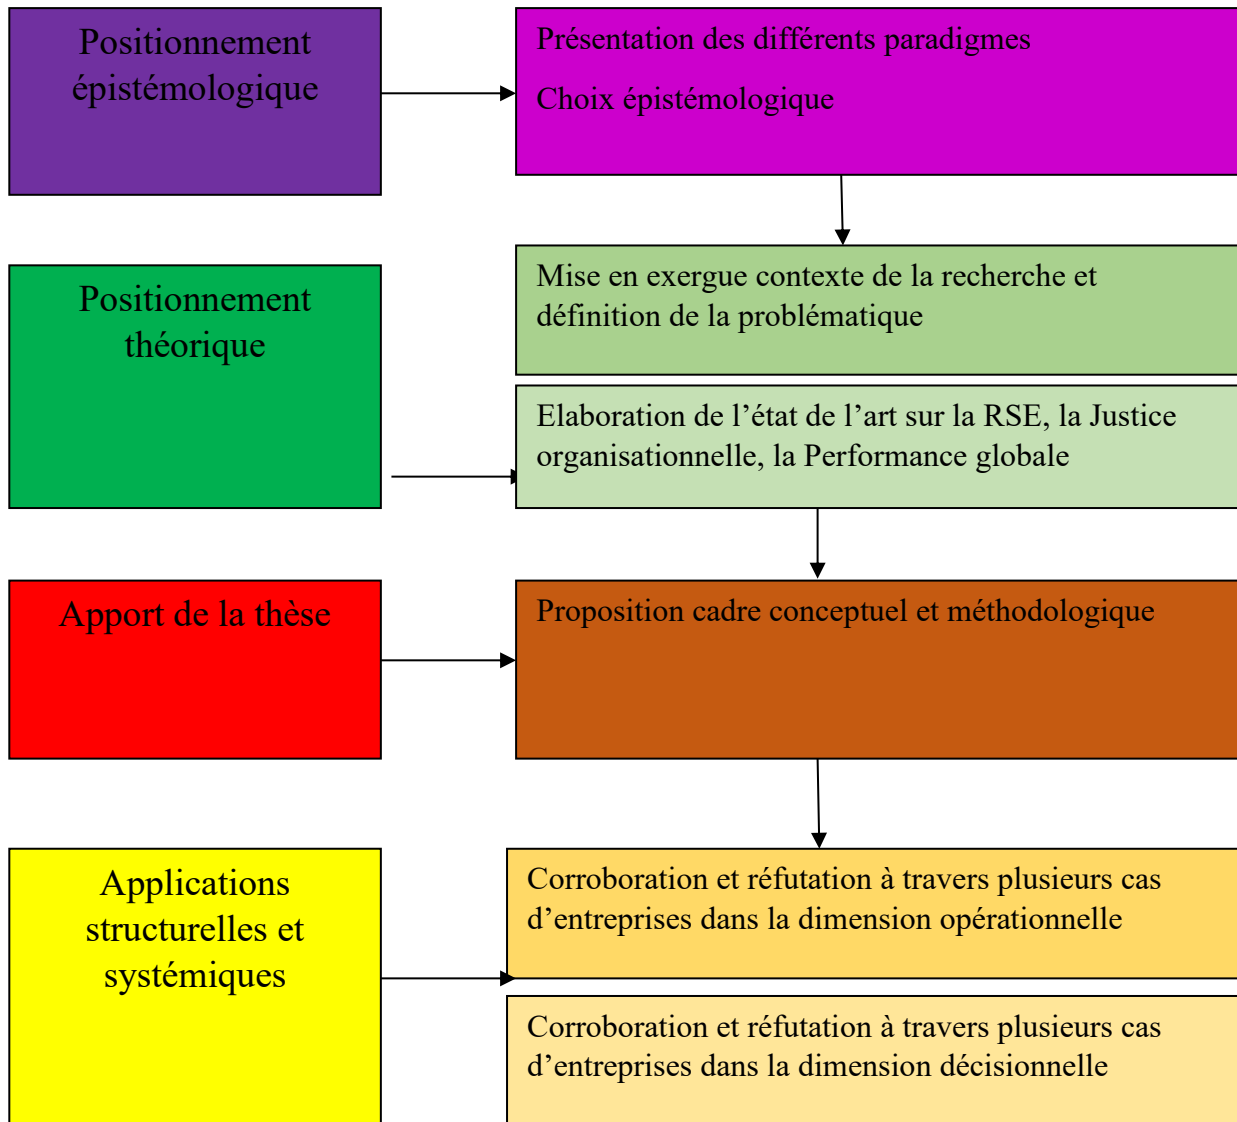 Positionnement
épistémologique
Présentation des différents paradigmes
Choix épistémologique
Positionnement
théorique
Mise en exergue contexte de la recherche et
définition de la problématique
Elaboration de l’état de l’art sur la RSE, la Justice
organisationnelle, la Performance globale
Apport de la thèse
Proposition cadre conceptuel et méthodologique
Applications
structurelles et
systémiques
Corroboration et réfutation à travers plusieurs cas
d’entreprises dans la dimension opérationnelle
Corroboration et réfutation à travers plusieurs cas
d’entreprises dans la dimension décisionnelle